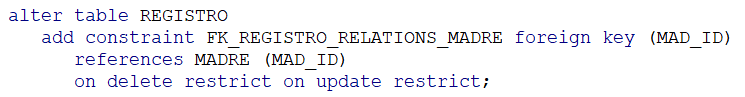 alter table REGISTRO
add constraint FK_REGISTRO_RELATIONS_MADRE foreign key (MAD_ID)
references MADRE (MAD_ID)
on delete restrict on update restrict;